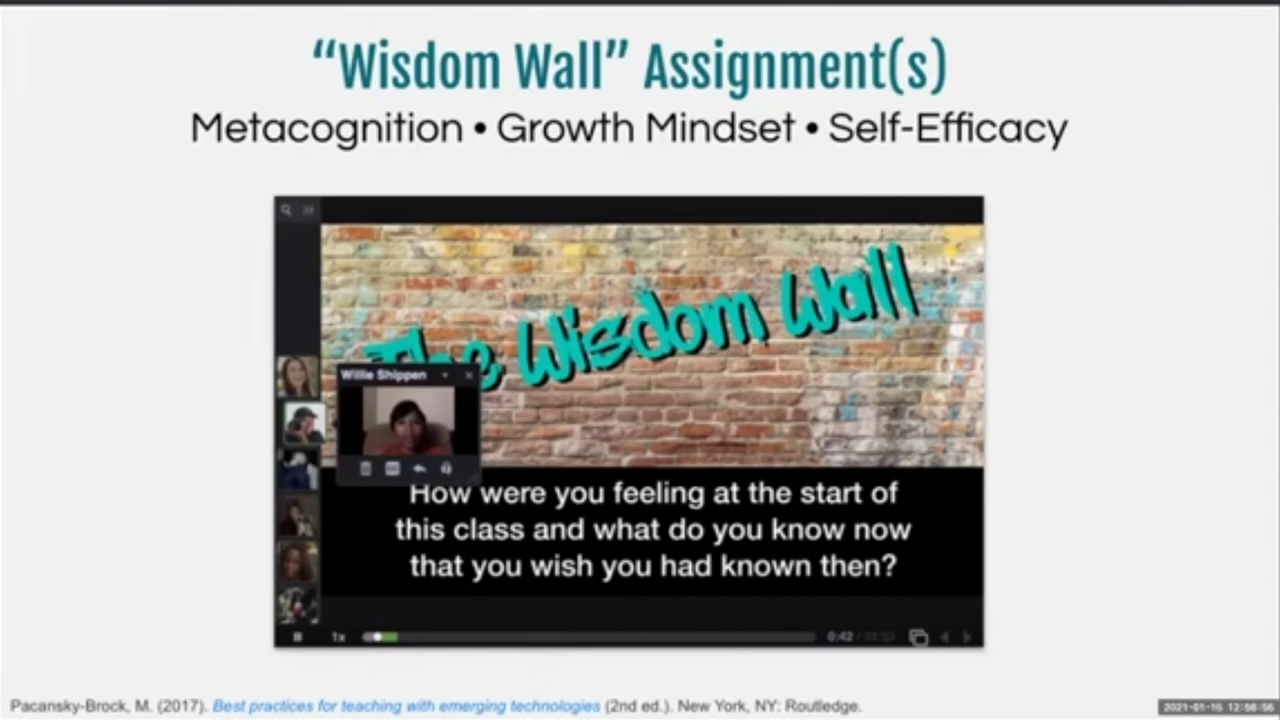 “Wisdom Wall” Assignment(s)
Metacognition • Growth Mindset • Self-Efficacy
The Wisdom Wall
Willie Shippen
How were you feeling at the start of
this class and what do you know now
that you wish you had known then?
1x
0:42
Pacansky-Brock, M. (2017). Best practices for teaching with emerging technologies (2nd ed.). New York, NY: Routledge.
2021-01-15 12:56:56